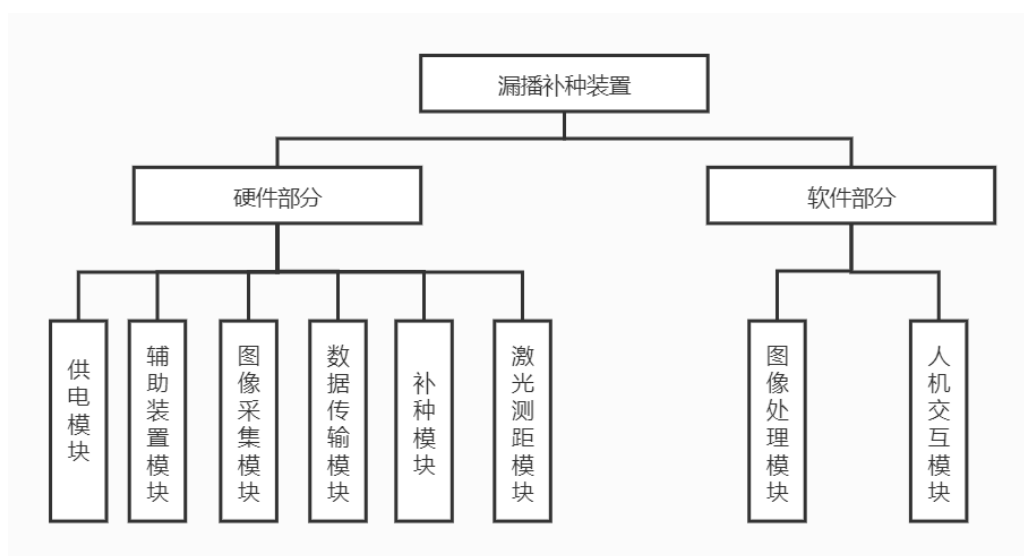 漏播补种装置
硬件部分
软件部分
供电模块
辅助装置模块
图像采集模块
数据传输模块
补种模块
激光测距模块
图像处理模块
人机交互模块